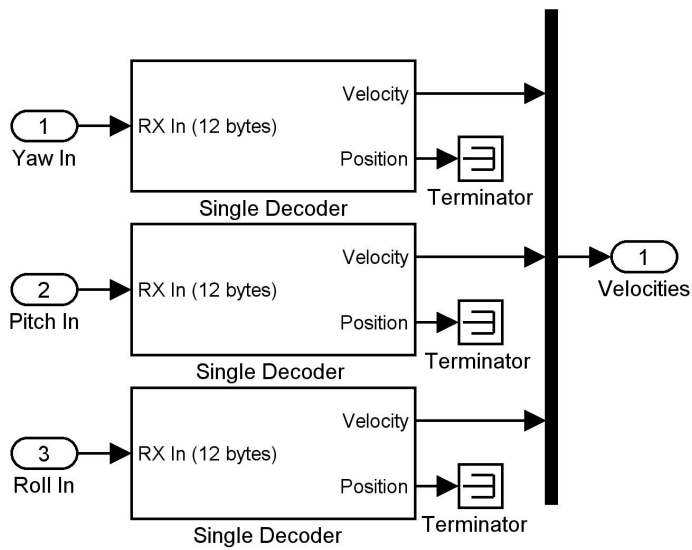 Velocity
1
RX In (12 bytes)
Yaw In
Position
Terminator
Single Decoder
Velocity
1
2
RX In (12 bytes)
Velocities
Pitch In
Position
Terminator
Single Decoder
Velocity
3
RX In (12 bytes)
Roll In
Position
Terminator
Single Decoder